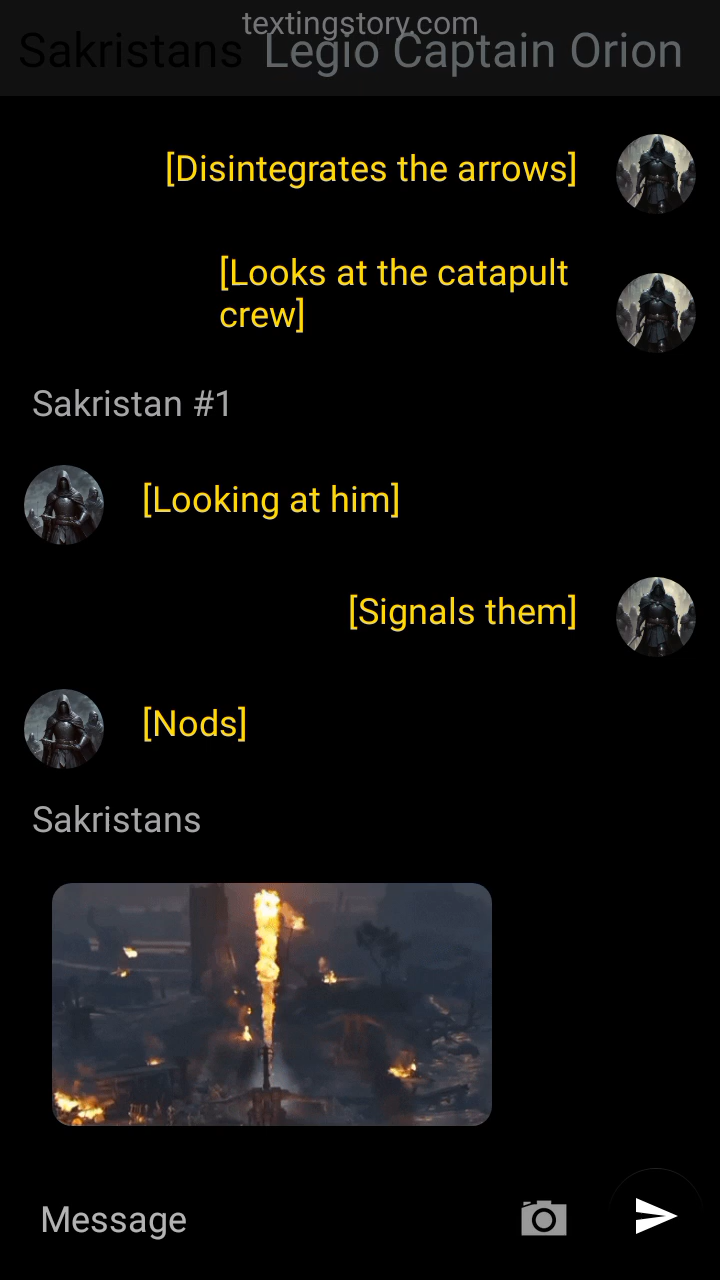 textingstory.com
Sakristans Legio Captain Orion
[Disintegrates the arrows]
[Looks at the catapult
crew]
Sakristan #1
[Looking at him]
[Signals them]
[Nods]
Sakristans
Message